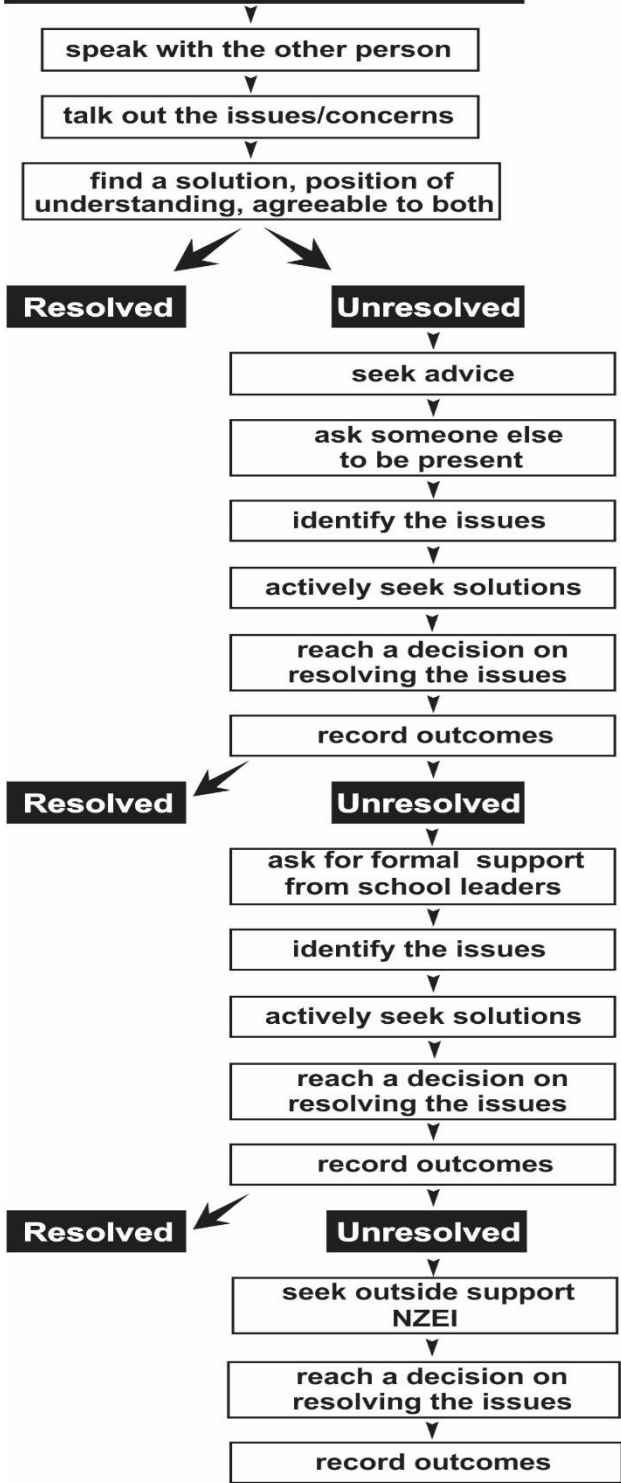 speak with the other person
talk out the issues/concerns
find a solution, position of
understanding, agreeable to both
Resolved
Unresolved
seek advice
ask someone else
to be present
identify the issues
actively seek solutions
reach a decision on
resolving the issues
record outcomes
Resolved
Unresolved
ask for formal support
from school leaders
identify the issues
actively seek solutions
reach a decision on
resolving the issues
record outcomes
Resolved
Unresolved
seek outside support
NZEI
reach a decision on
resolving the issues
record outcomes